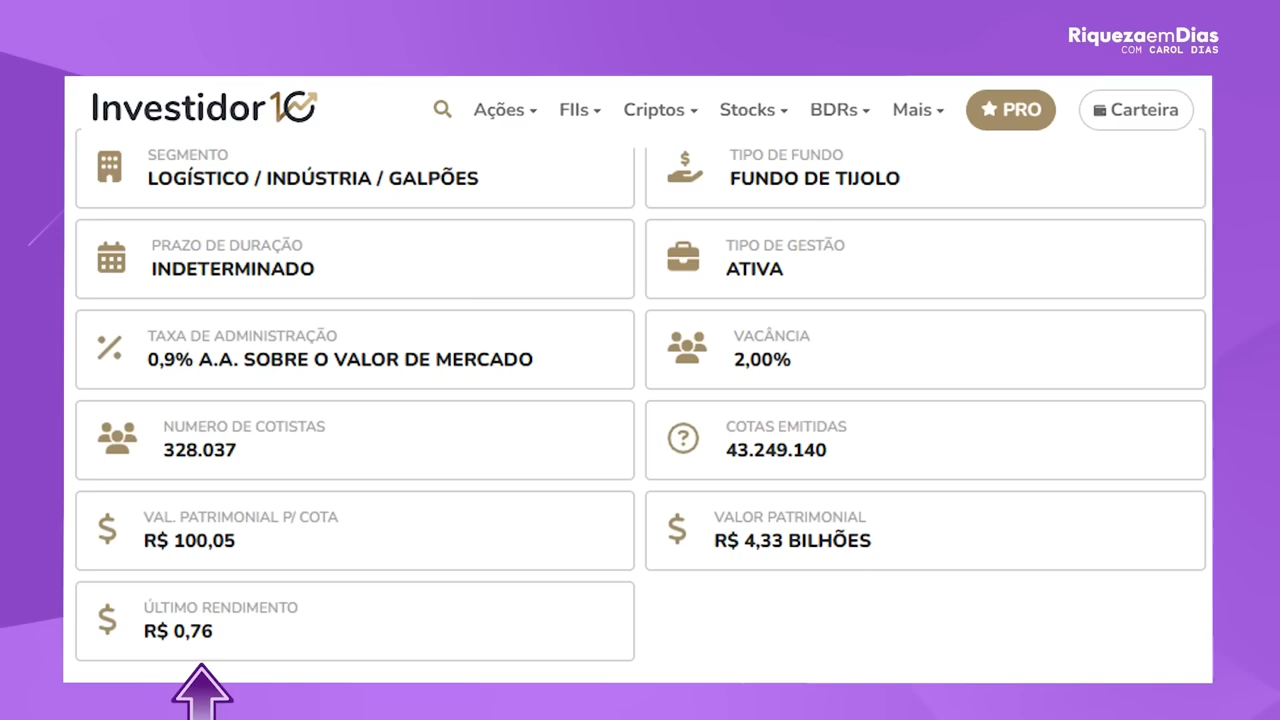 RiquezaemDias
COM CAROL DIAS
Investidor10
Ações
FIIs
Criptos
Stocks
BDRs
Mais
PRO
Carteira
SEGMENTO
LOGÍSTICO / INDÚSTRIA / GALPÕES
TIPO DE FUNDO
FUNDO DE TIJOLO
PRAZO DE DURAÇÃO
INDETERMINADO
TIPO DE GESTÃO
ATIVA
TAXA DE ADMINISTRAÇÃO
0,9% A.A. SOBRE O VALOR DE MERCADO
VACÂNCIA
2,00%
NUMERO DE COTISTAS
328.037
COTAS EMITIDAS
43.249.140
VAL. PATRIMONIAL P/ COTA
R$ 100,05
VALOR PATRIMONIAL
R$ 4,33 BILHÕES
ÚLTIMO RENDIMENTO
R$ 0,76